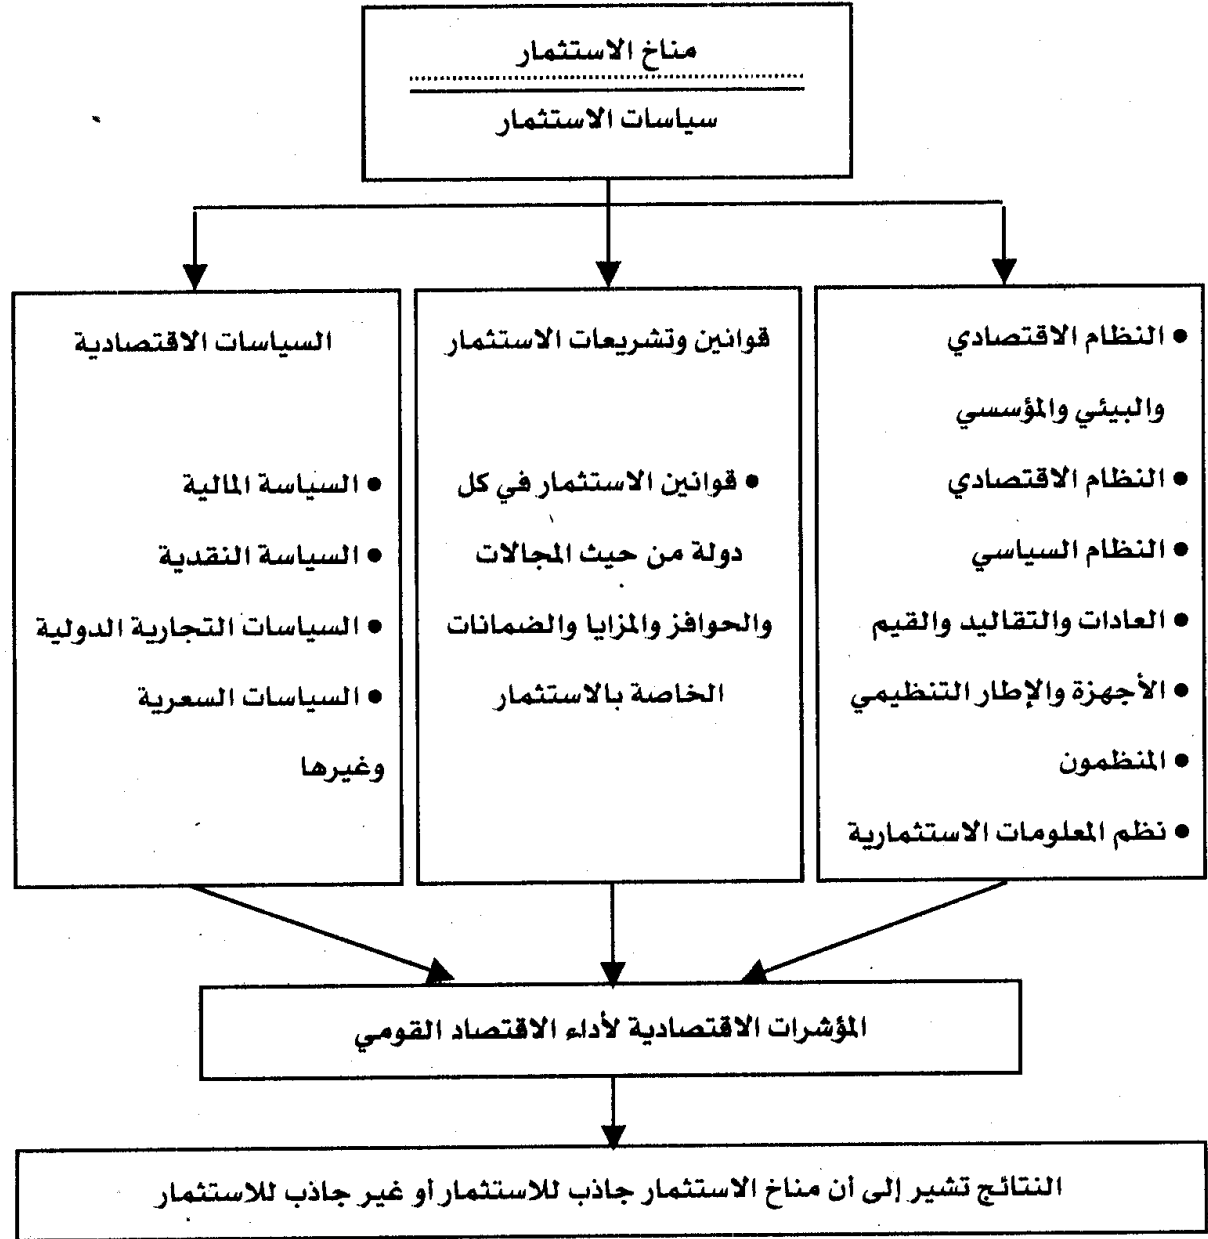 مناخ الاستثمار
سياسات الاستثمار
• النظام الاقتصادي
والبيئي والمؤسسي
• النظام الاقتصادي
• النظام السياسي
• العادات والتقاليد والقيم
• الأجهزة والإطار التنظيمي
• المنظمون
• نظم المعلومات الاستثمارية
قوانين وتشريعات الاستثمار
• قوانين الاستثمار في كل
دولة من حيث المجالات
والحوافز والمزايا والضمانات
الخاصة بالاستثمار
السياسات الاقتصادية
• السياسة المالية
• السياسة النقدية
• السياسات التجارية الدولية
• السياسات السعرية
وغيرها
المؤشرات الاقتصادية لأداء الاقتصاد القومي
النتائج تشير إلى أن مناخ الاستثمار جاذب للاستثمار أو غير جاذب للاستثمار